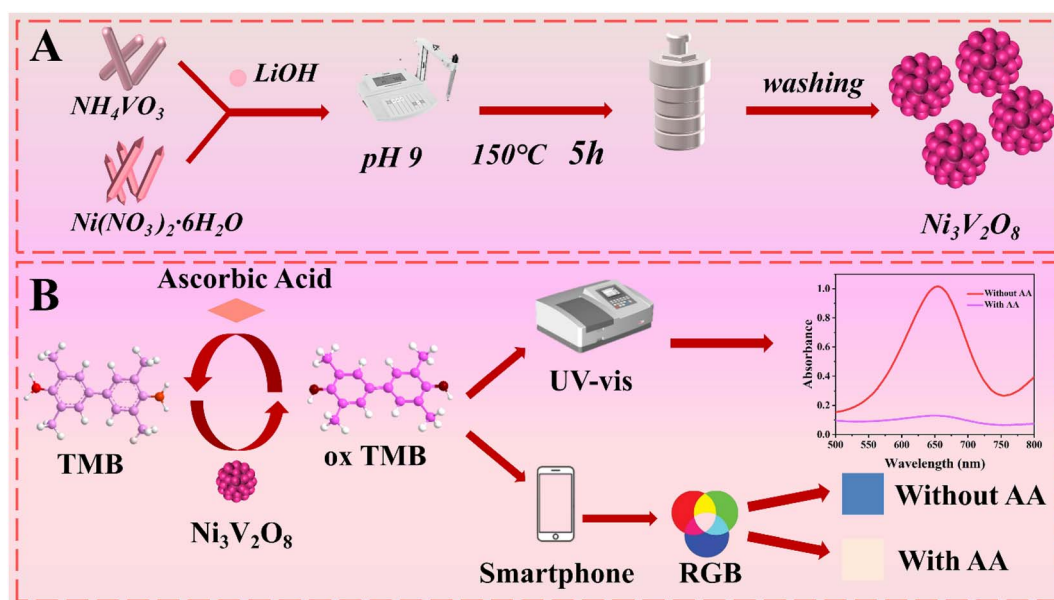 A
NH₄VO₃
LiOH
Ni(NO₃)₂·6H₂O
pH 9
150°C 5h
washing
Ni₃V₂O₈
B
Ascorbic Acid
TMB
ox TMB
Ni₃V₂O₈
UV-vis
Smartphone
RGB
Absorbance
1.0
0.8
0.6
0.4
0.2
0.0
Without AA
With AA
500 550 600 650 700 750 800
Wavelength (nm)
Without AA
With AA